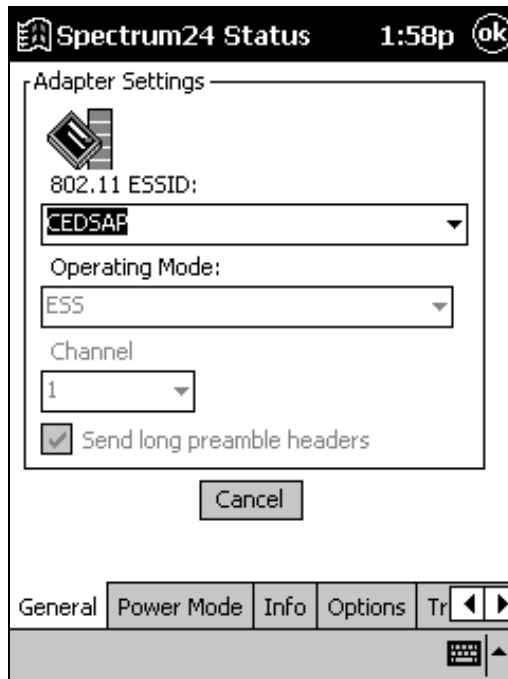 Spectrum24 Status 1:58p ok
Adapter Settings
802.11 ESSID:
CEDSAP
Operating Mode:
ESS
Channel
1
Send long preamble headers
Cancel
General Power Mode Info Options Tr